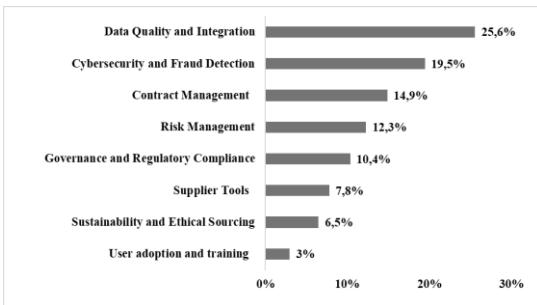 Data Quality and Integration 25,6%
Cybersecurity and Fraud Detection 19,5%
Contract Management 14,9%
Risk Management 12,3%
Governance and Regulatory Compliance 10,4%
Supplier Tools 7,8%
Sustainability and Ethical Sourcing 6,5%
User adoption and training 3%
0% 10% 20% 30%